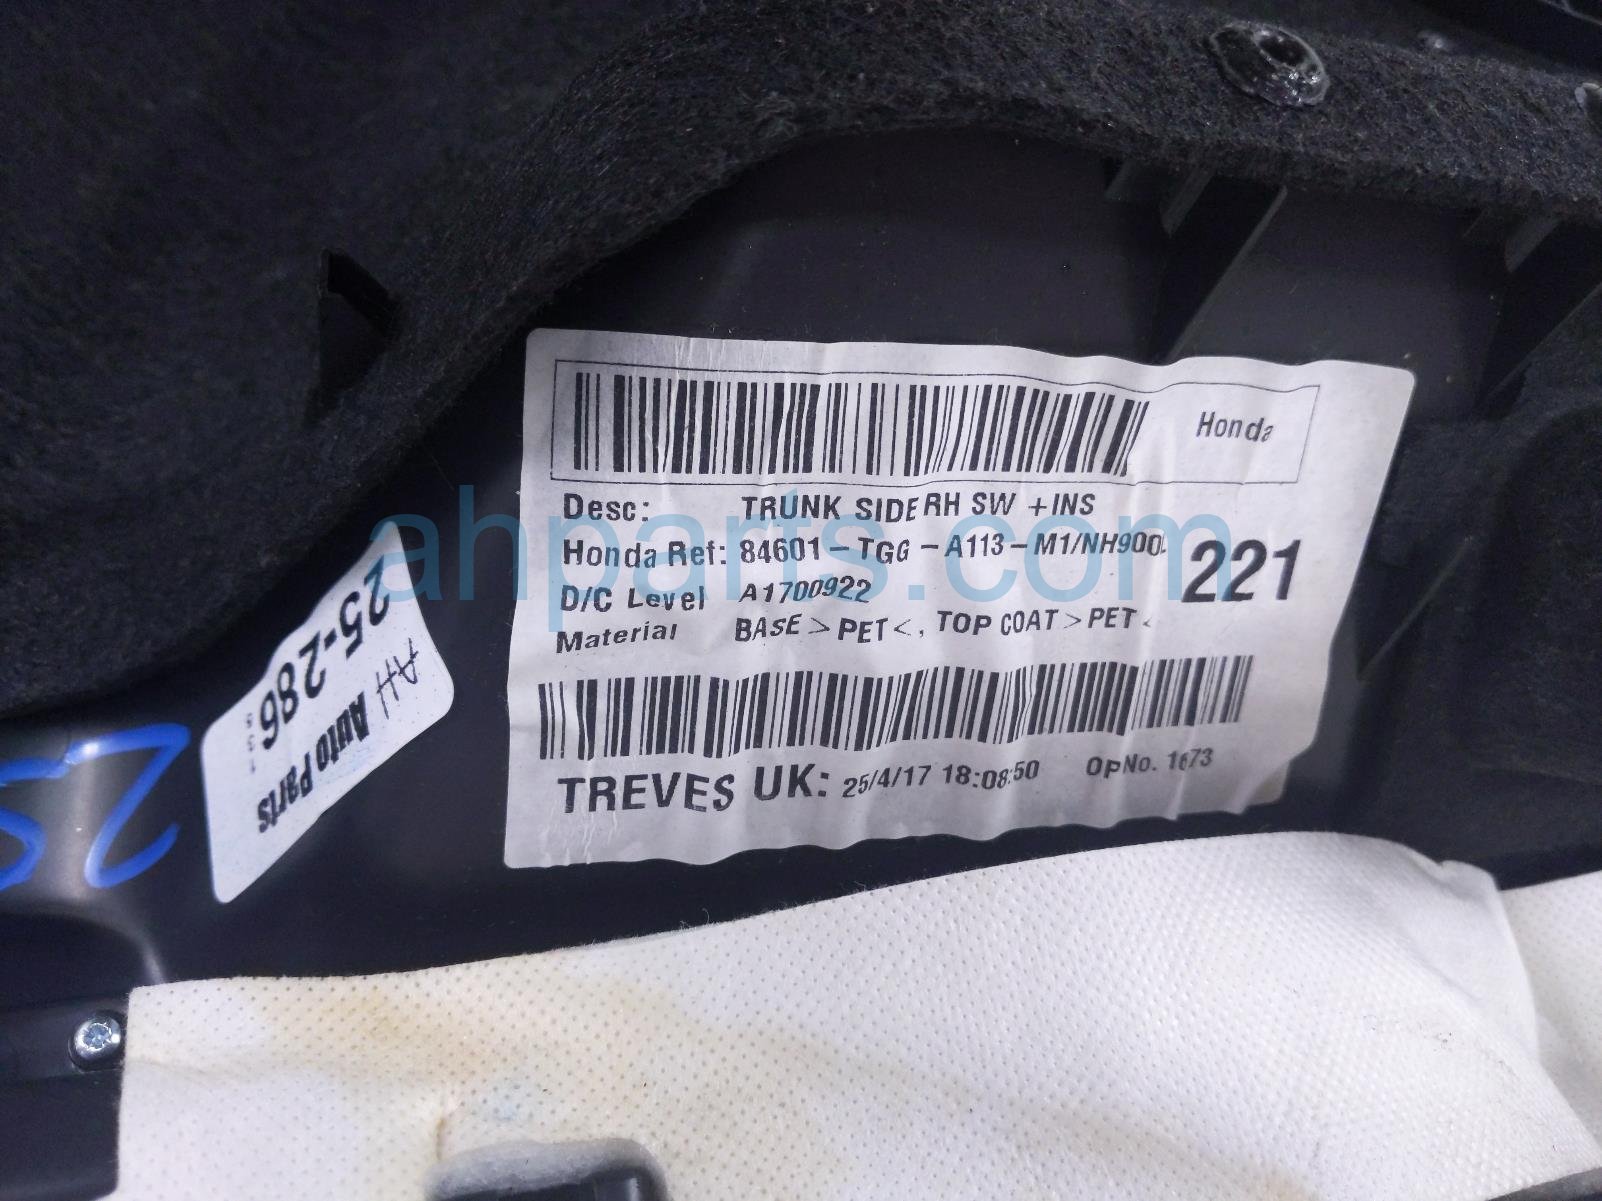 Honda
Desc: TRUNK SIDE RH SW +INS
Honda Ref: 84601-TGG-A113-M1/NH900L
221
D/C Level A1700922
Material BASE >PET<, TOP COAT >PET<
TREVES UK: 25/4/17 18:08:50 OpNo. 1673
25-286
AH
Auto Parts
ahparts.com